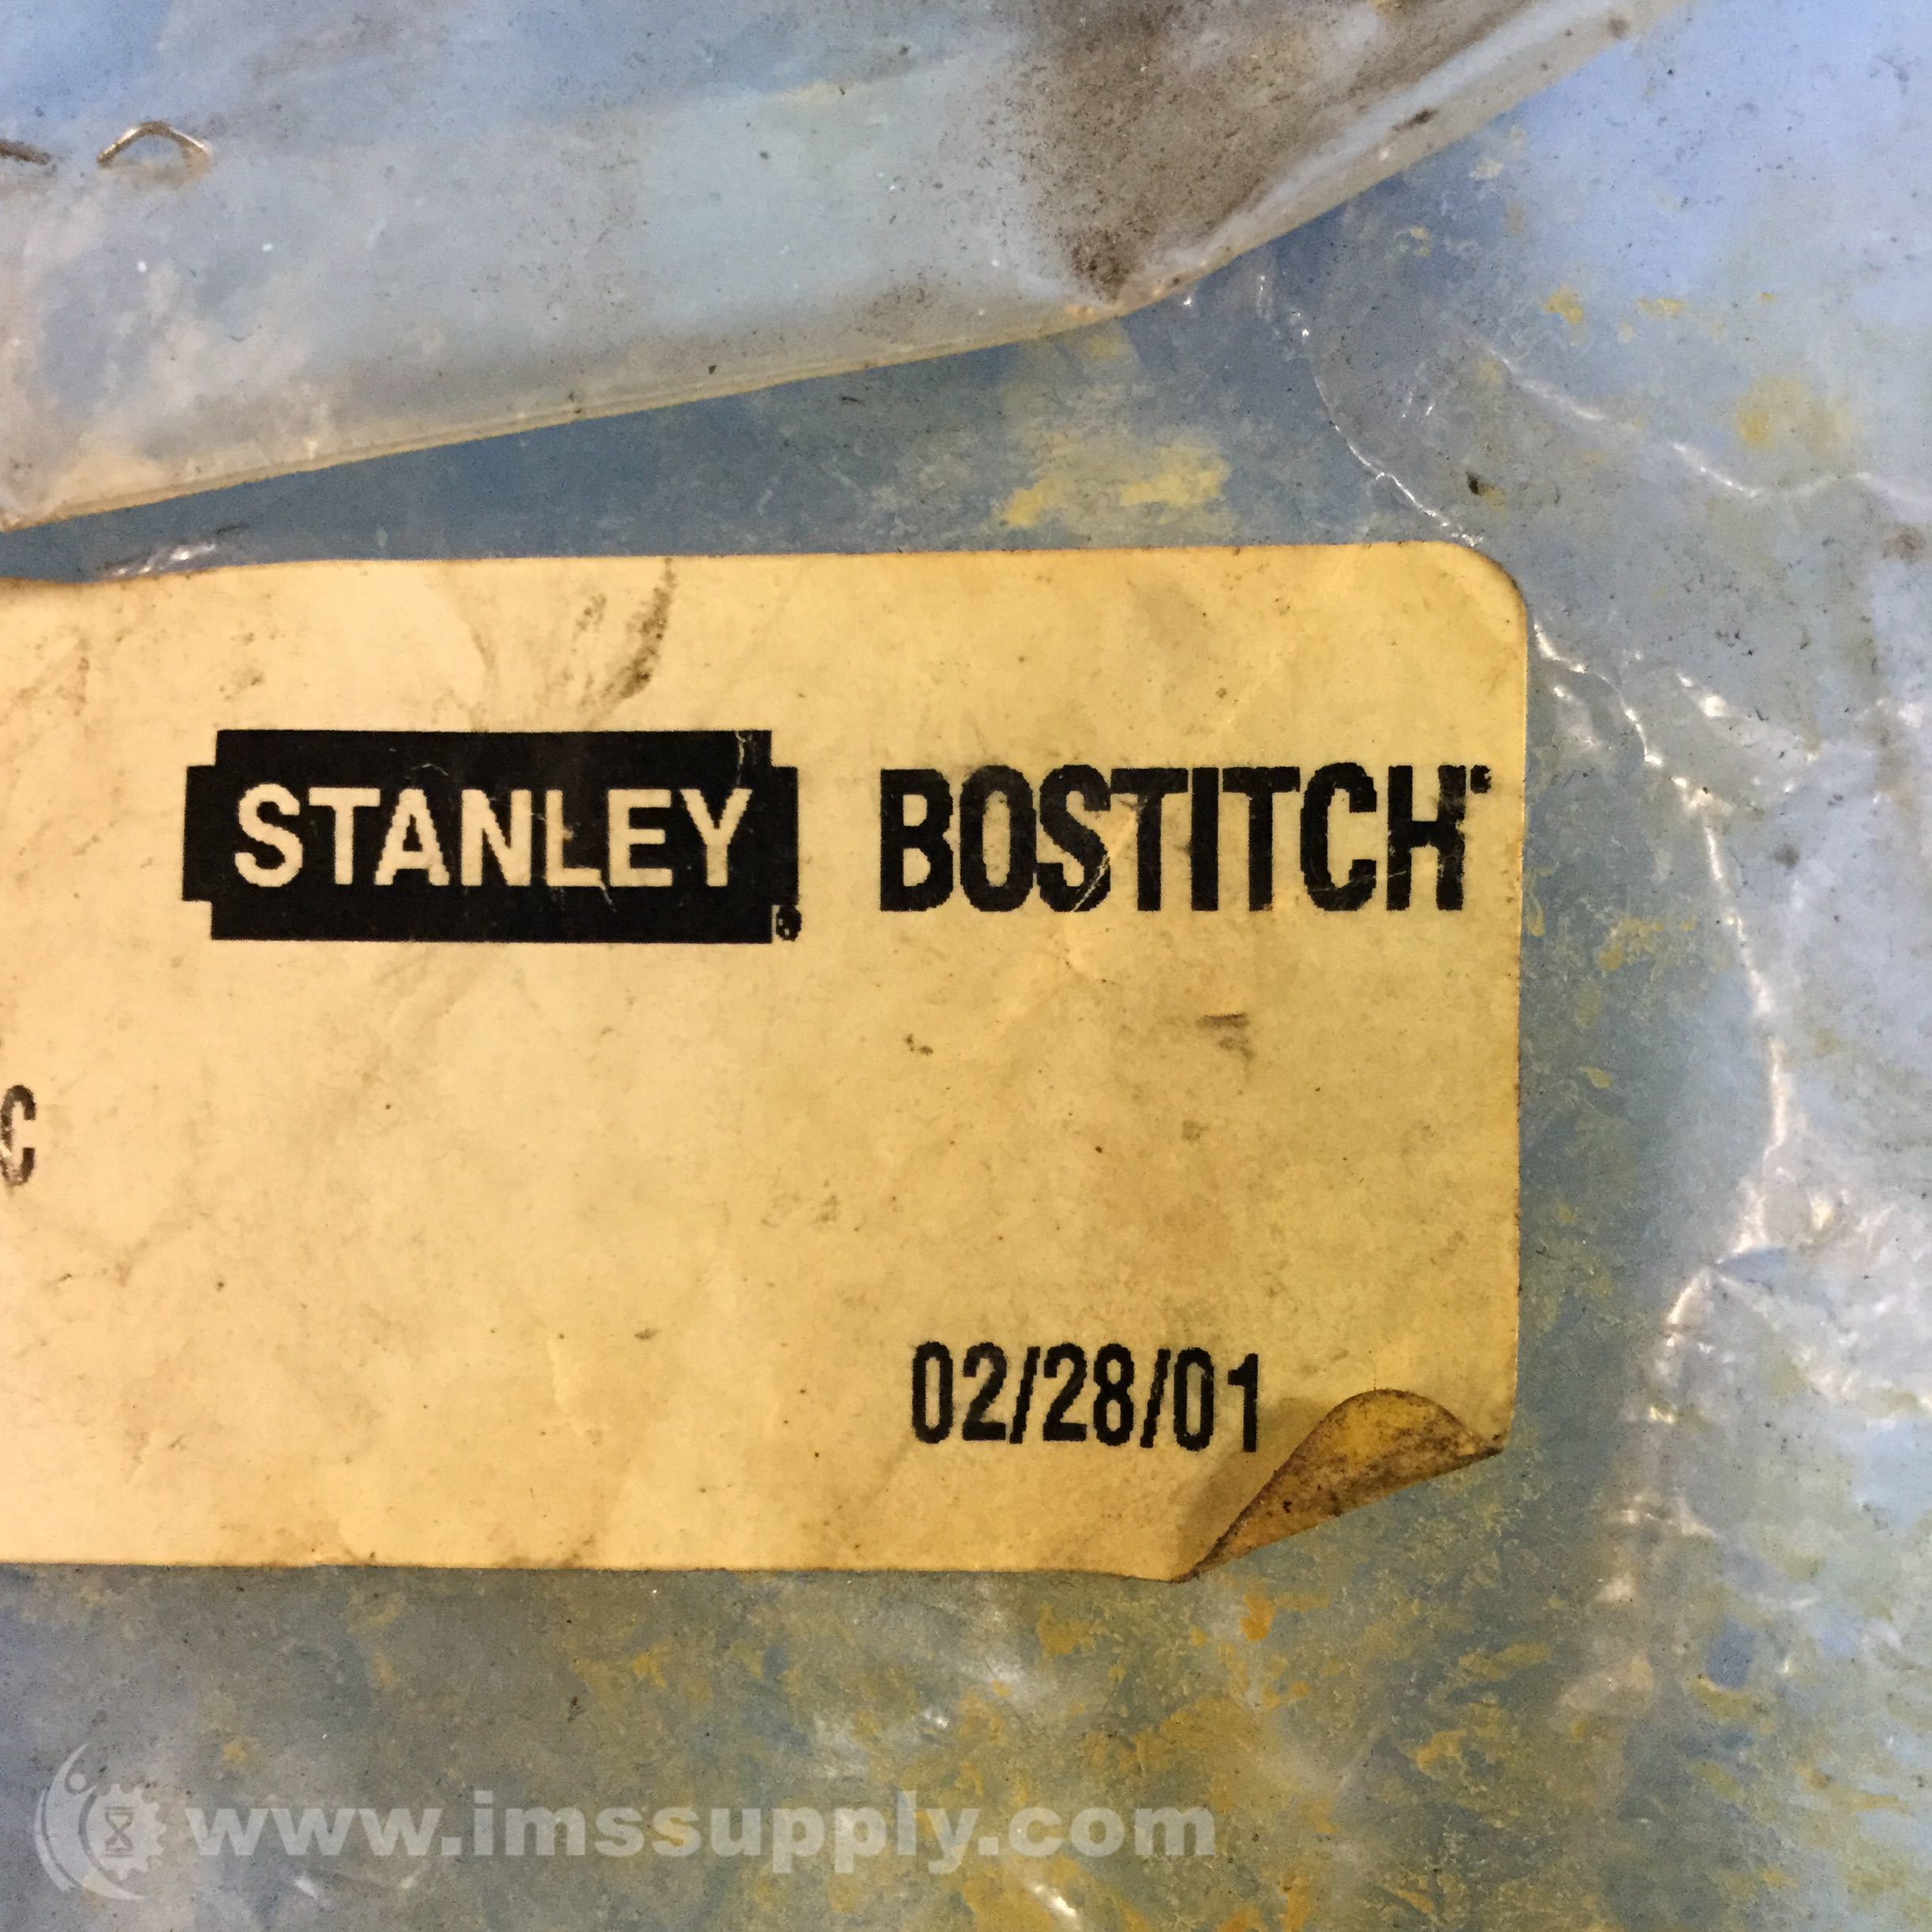 STANLEY® BOSTITCH®
C
02/28/01
www.imssupply.com